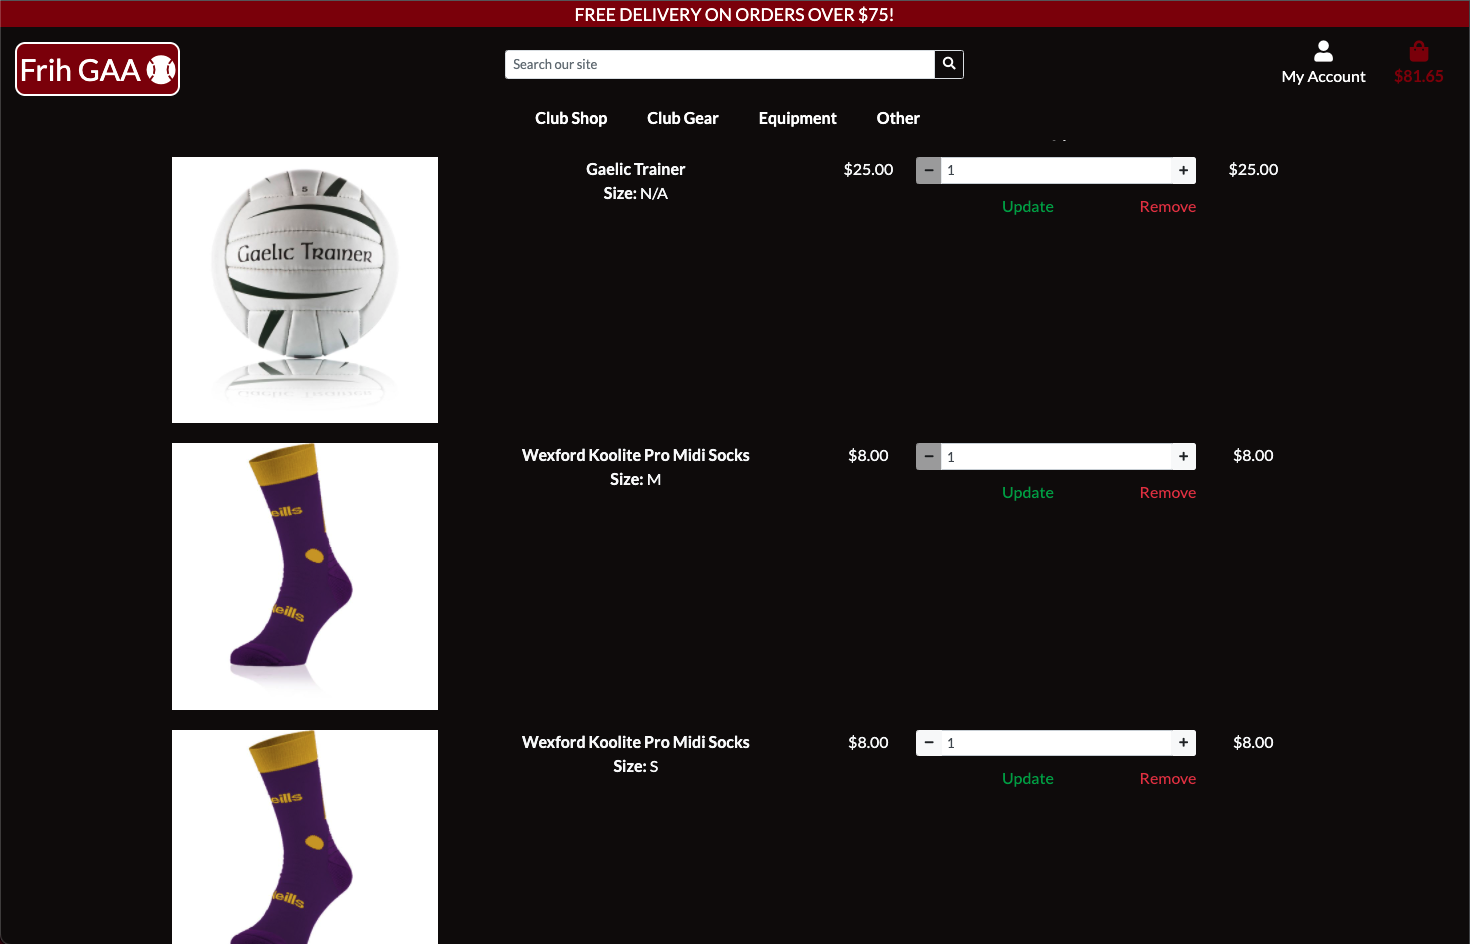 FREE DELIVERY ON ORDERS OVER $75!
Frih GAA
Search our site
My Account
$81.65
Club Shop Club Gear Equipment Other
Gaelic Trainer $25.00 − 1 + $25.00
Size: N/A
Update Remove
5
Gaelic Trainer
Wexford Koolite Pro Midi Socks $8.00 − 1 + $8.00
Size: M
Update Remove
eills
eills
Wexford Koolite Pro Midi Socks $8.00 − 1 + $8.00
Size: S
Update Remove
eills
eills